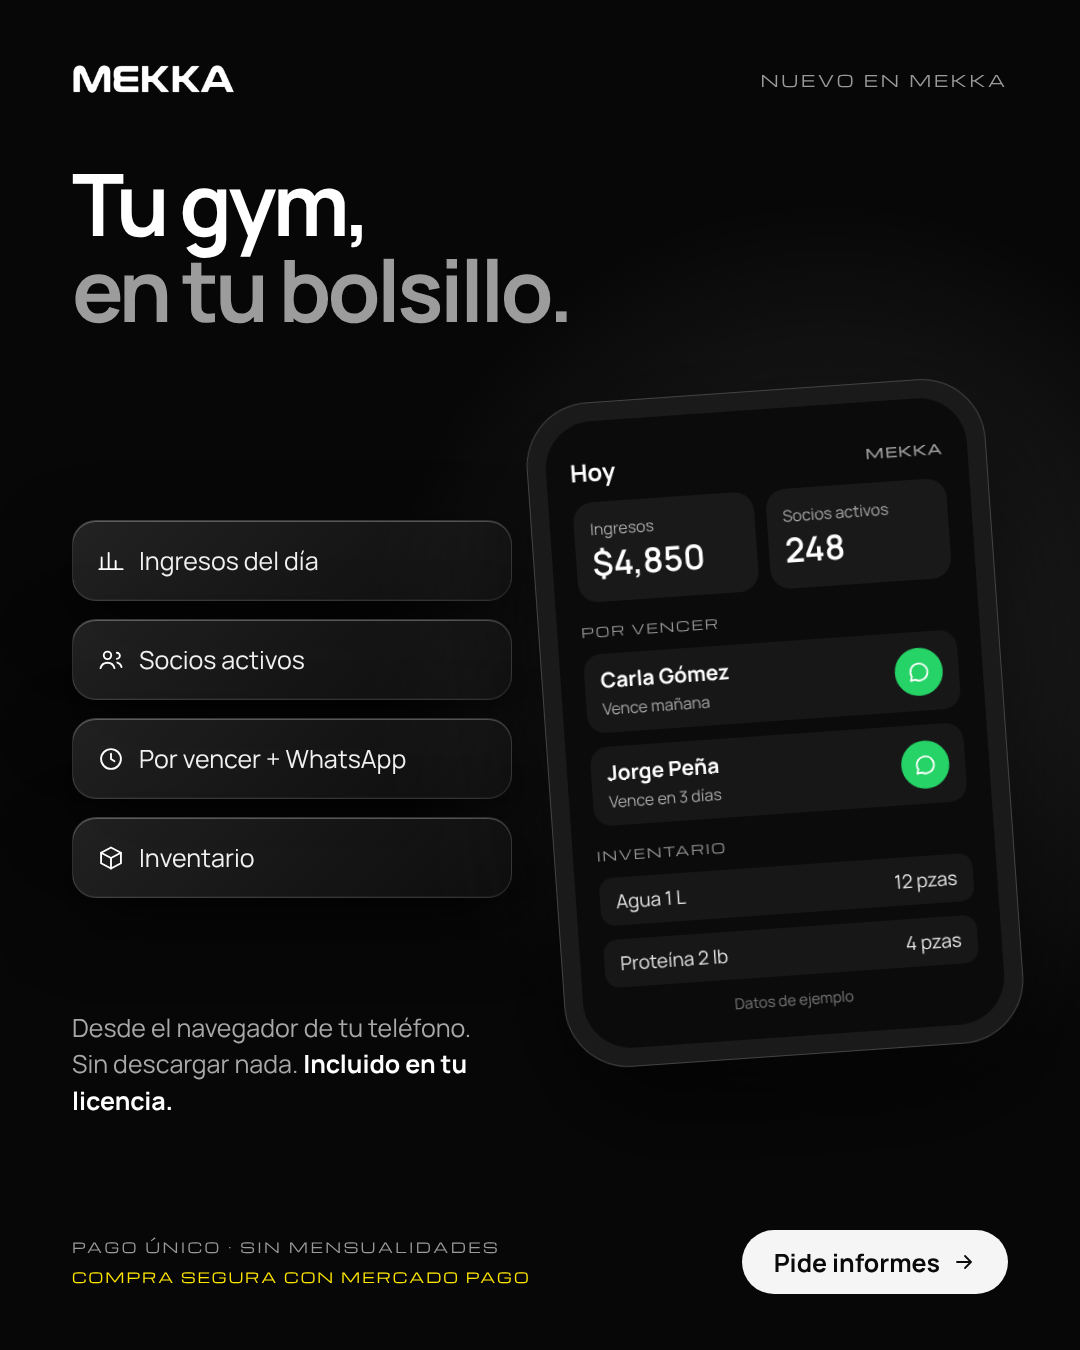 MEKKA
NUEVO EN MEKKA
Tu gym,
en tu bolsillo.
Ingresos del día
Socios activos
Por vencer + WhatsApp
Inventario
Hoy
MEKKA
Ingresos
$4,850
Socios activos
248
POR VENCER
Carla Gómez
Vence mañana
Jorge Peña
Vence en 3 días
INVENTARIO
Agua 1 L
12 pzas
Proteína 2 lb
4 pzas
Datos de ejemplo
Desde el navegador de tu teléfono.
Sin descargar nada. Incluido en tu
licencia.
PAGO ÚNICO · SIN MENSUALIDADES
COMPRA SEGURA CON MERCADO PAGO
Pide informes →